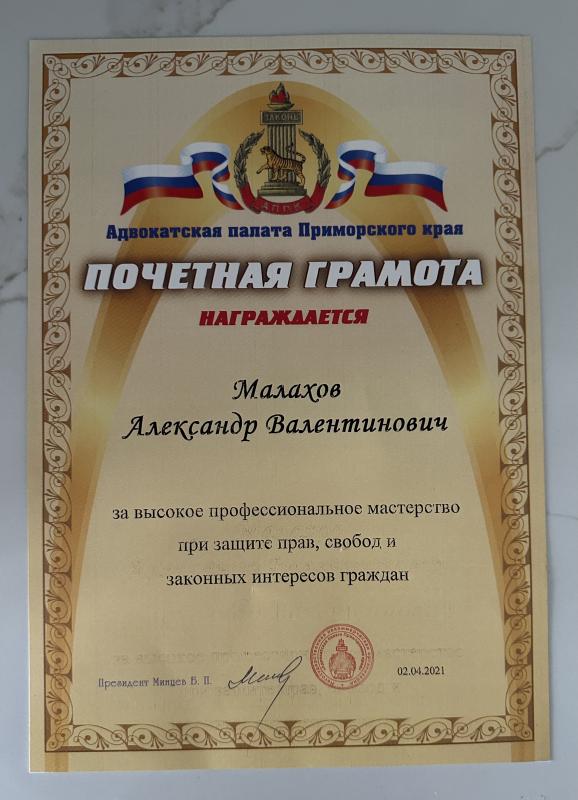 ЗАКОНЪ
АППК
Адвокатская палата Приморского края
ПОЧЕТНАЯ ГРАМОТА
НАГРАЖДАЕТСЯ
Малахов
Александр Валентинович
за высокое профессиональное мастерство
при защите прав, свобод и
законных интересов граждан
Президент Минцев Б. П.
02.04.2021